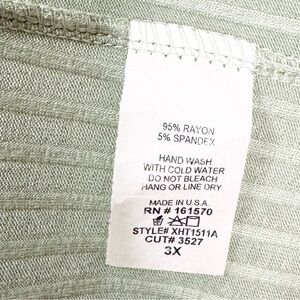 95% RAYON
5% SPANDEX
HAND WASH
WITH COLD WATER
DO NOT BLEACH
HANG OR LINE DRY
MADE IN U.S.A.
RN # 161570
STYLE# XHT1511A
CUT# 3527
3X